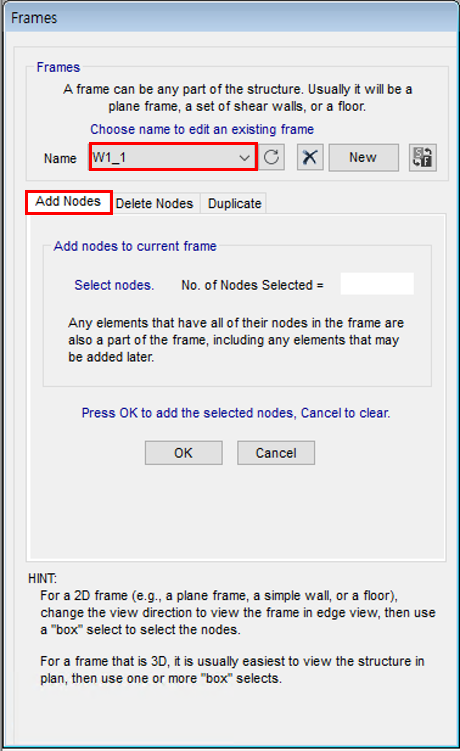 Frames
Frames
A frame can be any part of the structure. Usually it will be a
plane frame, a set of shear walls, or a floor.
Choose name to edit an existing frame
Name W1_1 New
Add Nodes Delete Nodes Duplicate
Add nodes to current frame
Select nodes. No. of Nodes Selected =
Any elements that have all of their nodes in the frame are
also a part of the frame, including any elements that may
be added later.
Press OK to add the selected nodes, Cancel to clear.
OK Cancel
HINT:
For a 2D frame (e.g., a plane frame, a simple wall, or a floor),
change the view direction to view the frame in edge view, then use
a "box" select to select the nodes.
For a frame that is 3D, it is usually easiest to view the structure in
plan, then use one or more "box" selects.